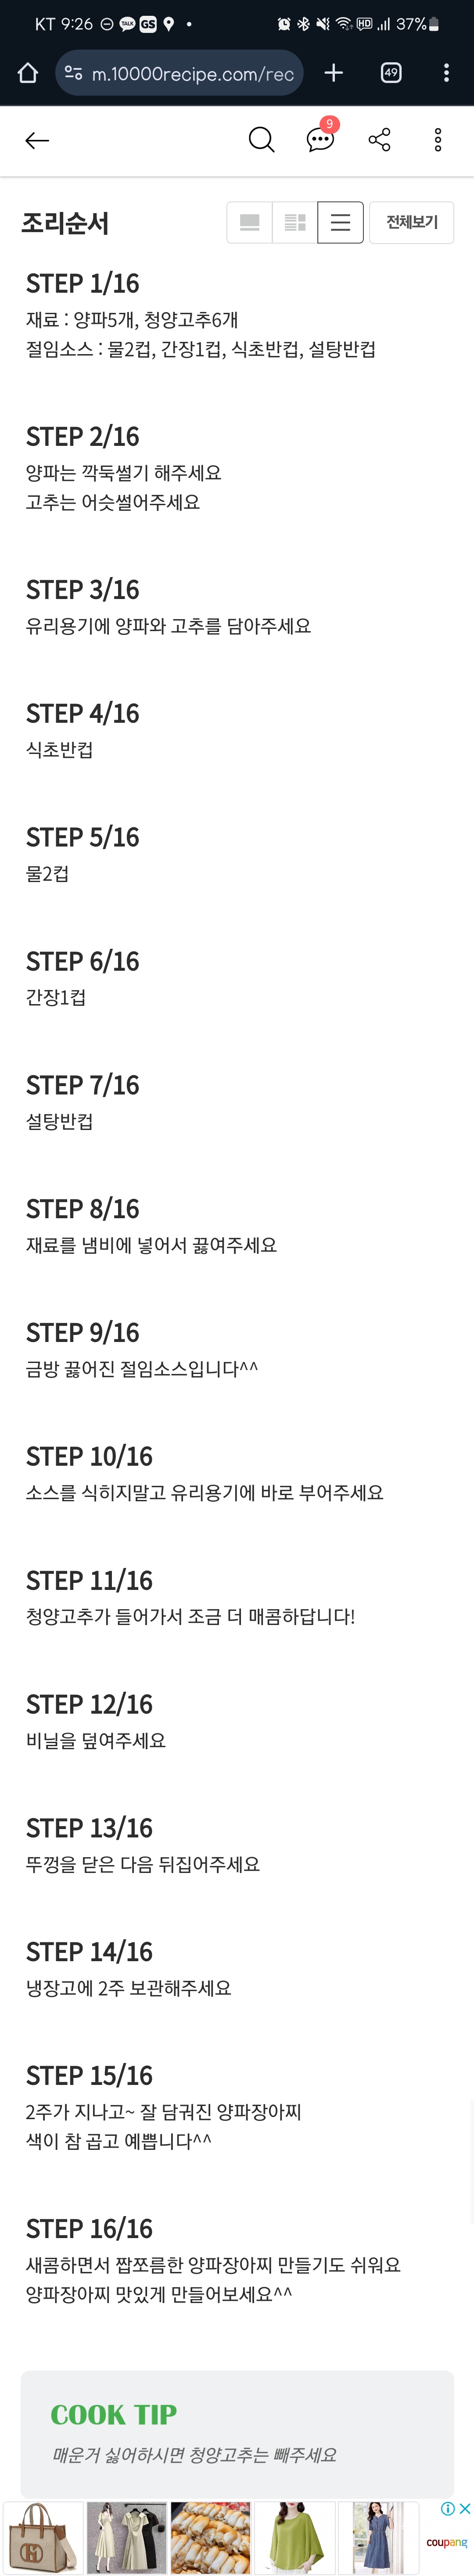 KT 9:26 TALK GS HD 37%
m.10000recipe.com/rec 49
9
조리순서 전체보기
STEP 1/16
재료 : 양파5개, 청양고추6개
절임소스 : 물2컵, 간장1컵, 식초반컵, 설탕반컵
STEP 2/16
양파는 깍둑썰기 해주세요
고추는 어슷썰어주세요
STEP 3/16
유리용기에 양파와 고추를 담아주세요
STEP 4/16
식초반컵
STEP 5/16
물2컵
STEP 6/16
간장1컵
STEP 7/16
설탕반컵
STEP 8/16
재료를 냄비에 넣어서 끓여주세요
STEP 9/16
금방 끓어진 절임소스입니다^^
STEP 10/16
소스를 식히지말고 유리용기에 바로 부어주세요
STEP 11/16
청양고추가 들어가서 조금 더 매콤하답니다!
STEP 12/16
비닐을 덮여주세요
STEP 13/16
뚜껑을 닫은 다음 뒤집어주세요
STEP 14/16
냉장고에 2주 보관해주세요
STEP 15/16
2주가 지나고~ 잘 담궈진 양파장아찌
색이 참 곱고 예쁩니다^^
STEP 16/16
새콤하면서 짭쪼름한 양파장아찌 만들기도 쉬워요
양파장아찌 맛있게 만들어보세요^^
COOK TIP
매운거 싫어하시면 청양고추는 빼주세요
coupang